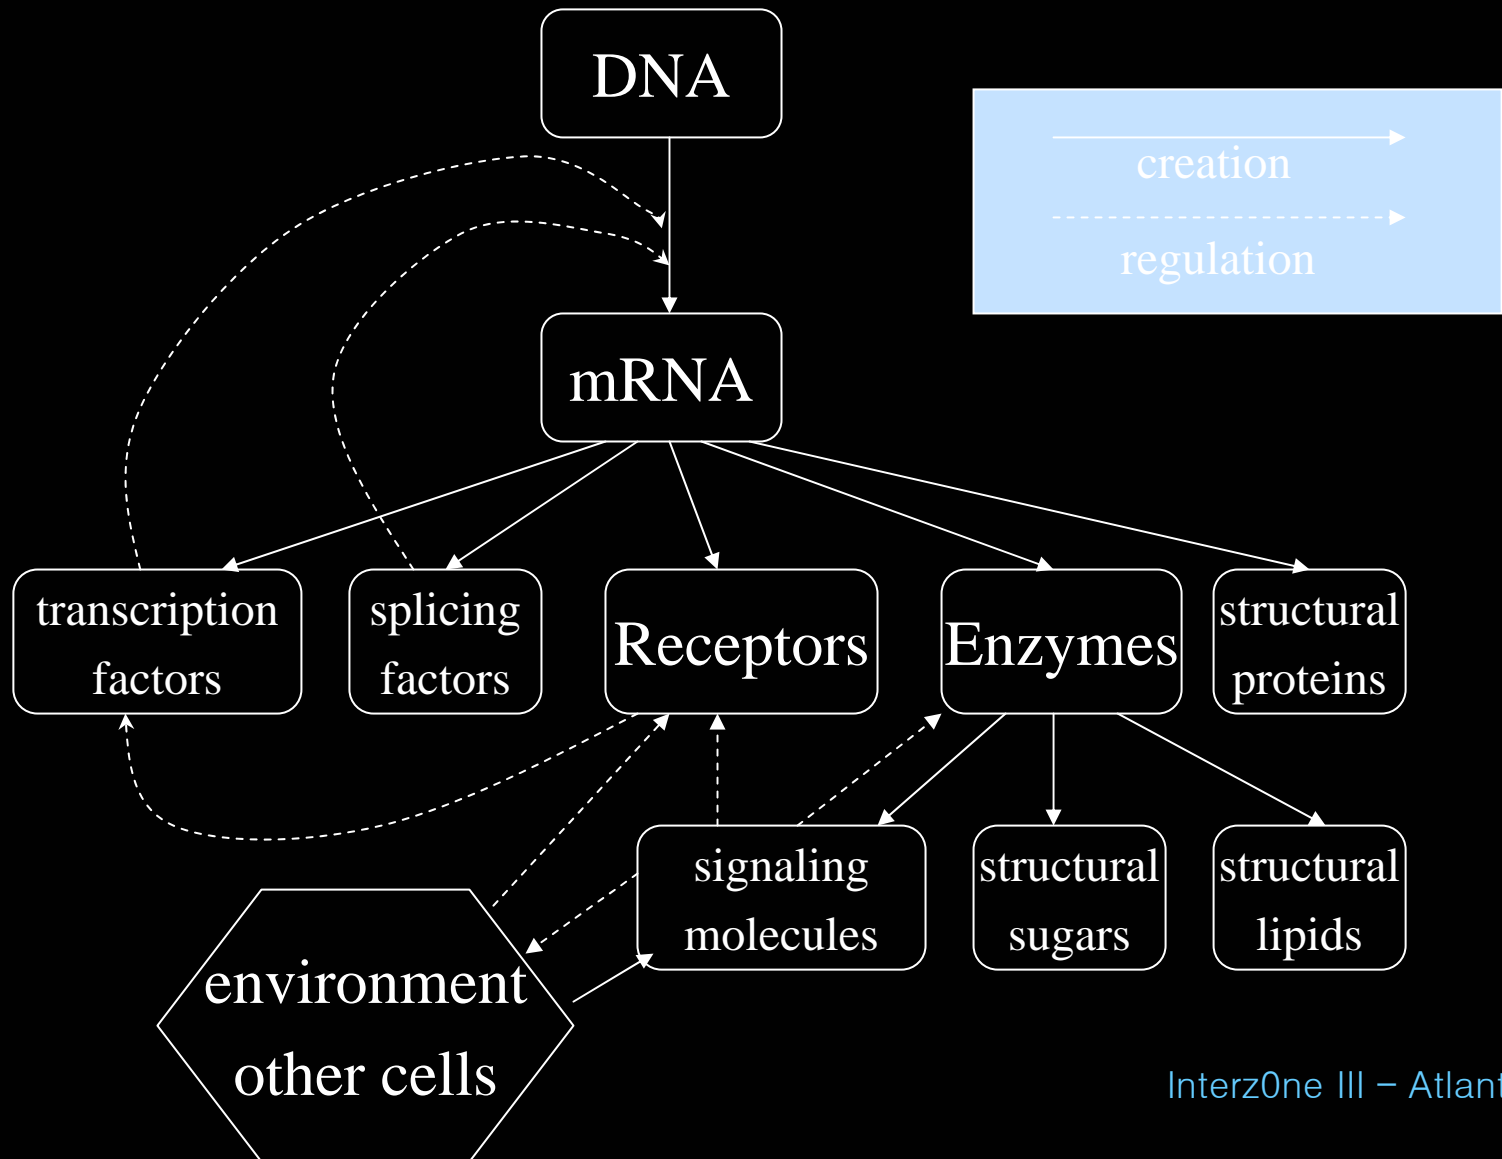 DNA
creation
regulation
mRNA
transcription
factors
splicing
factors
Receptors
Enzymes
structural
proteins
signaling
molecules
structural
sugars
structural
lipids
environment
other cells
Interz0ne III – Atlant